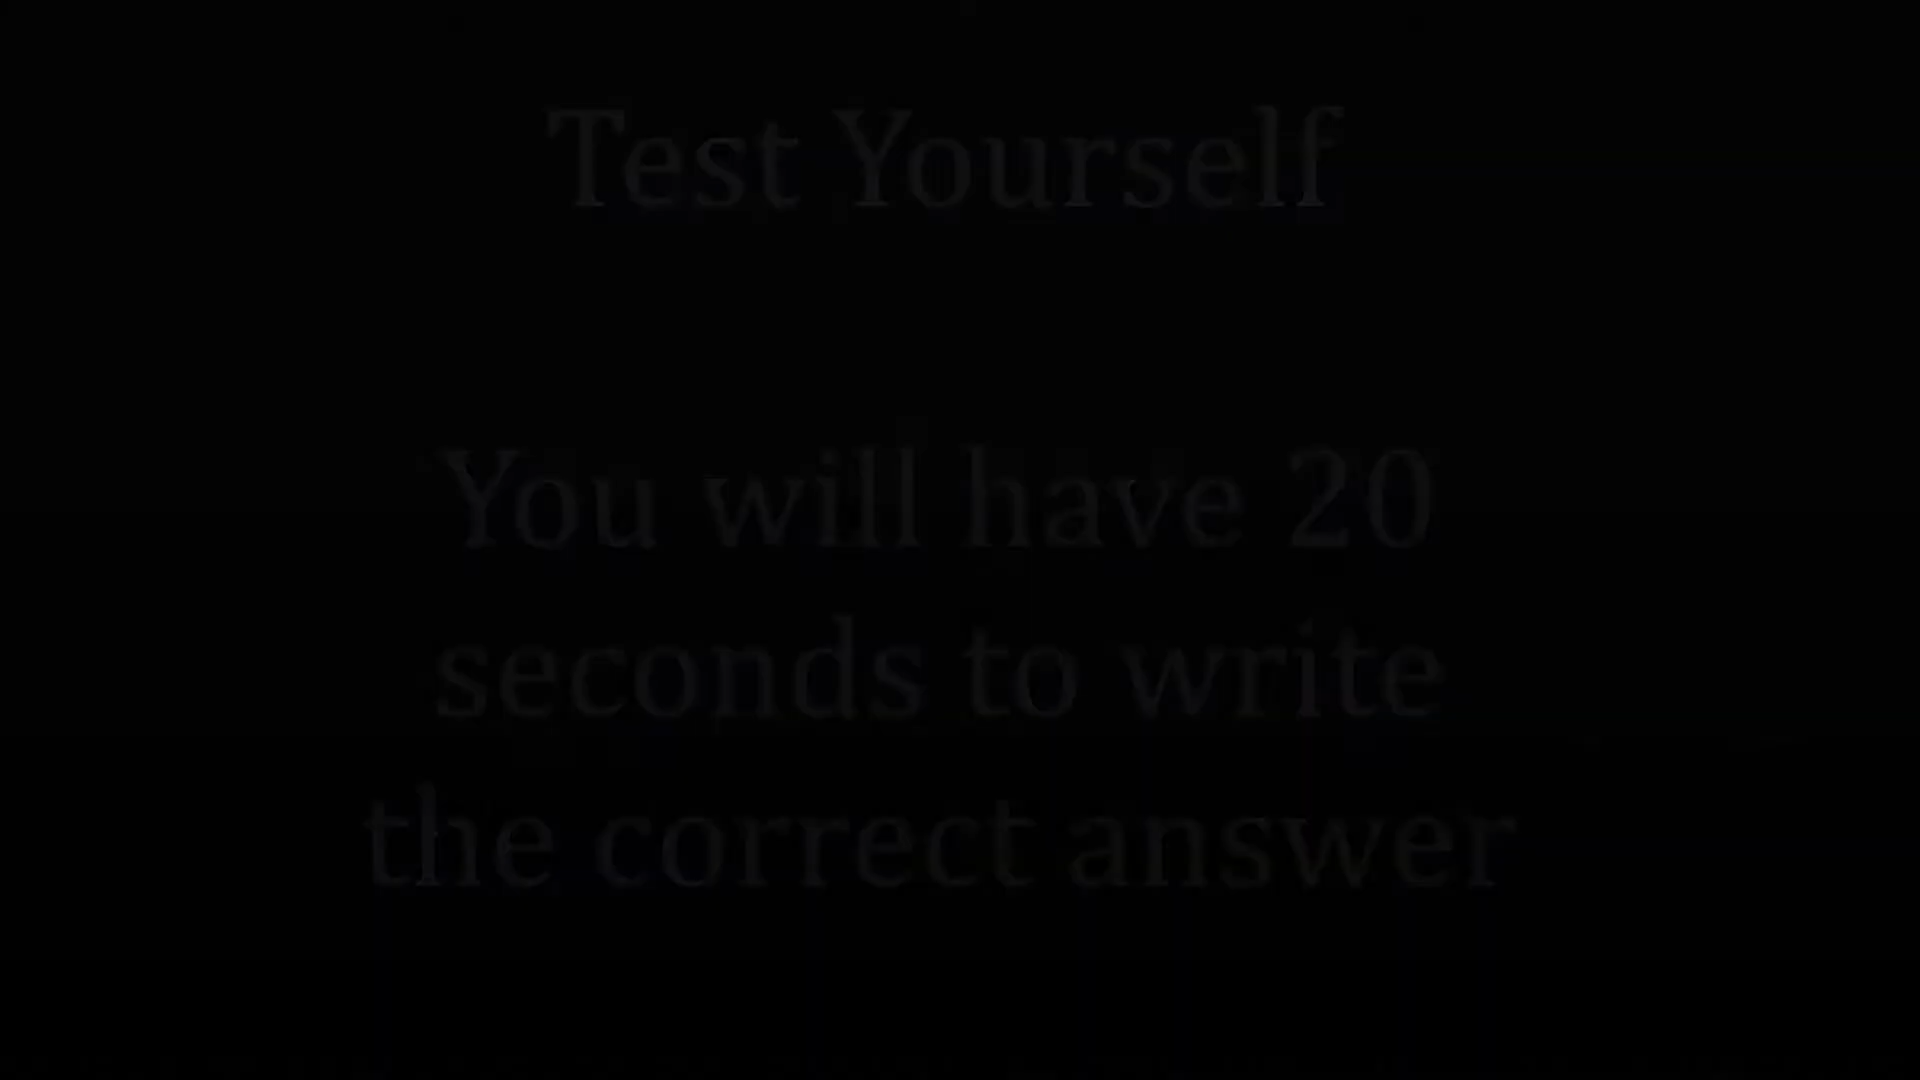 Test Yourself
You will have 20
seconds to write
the correct answer